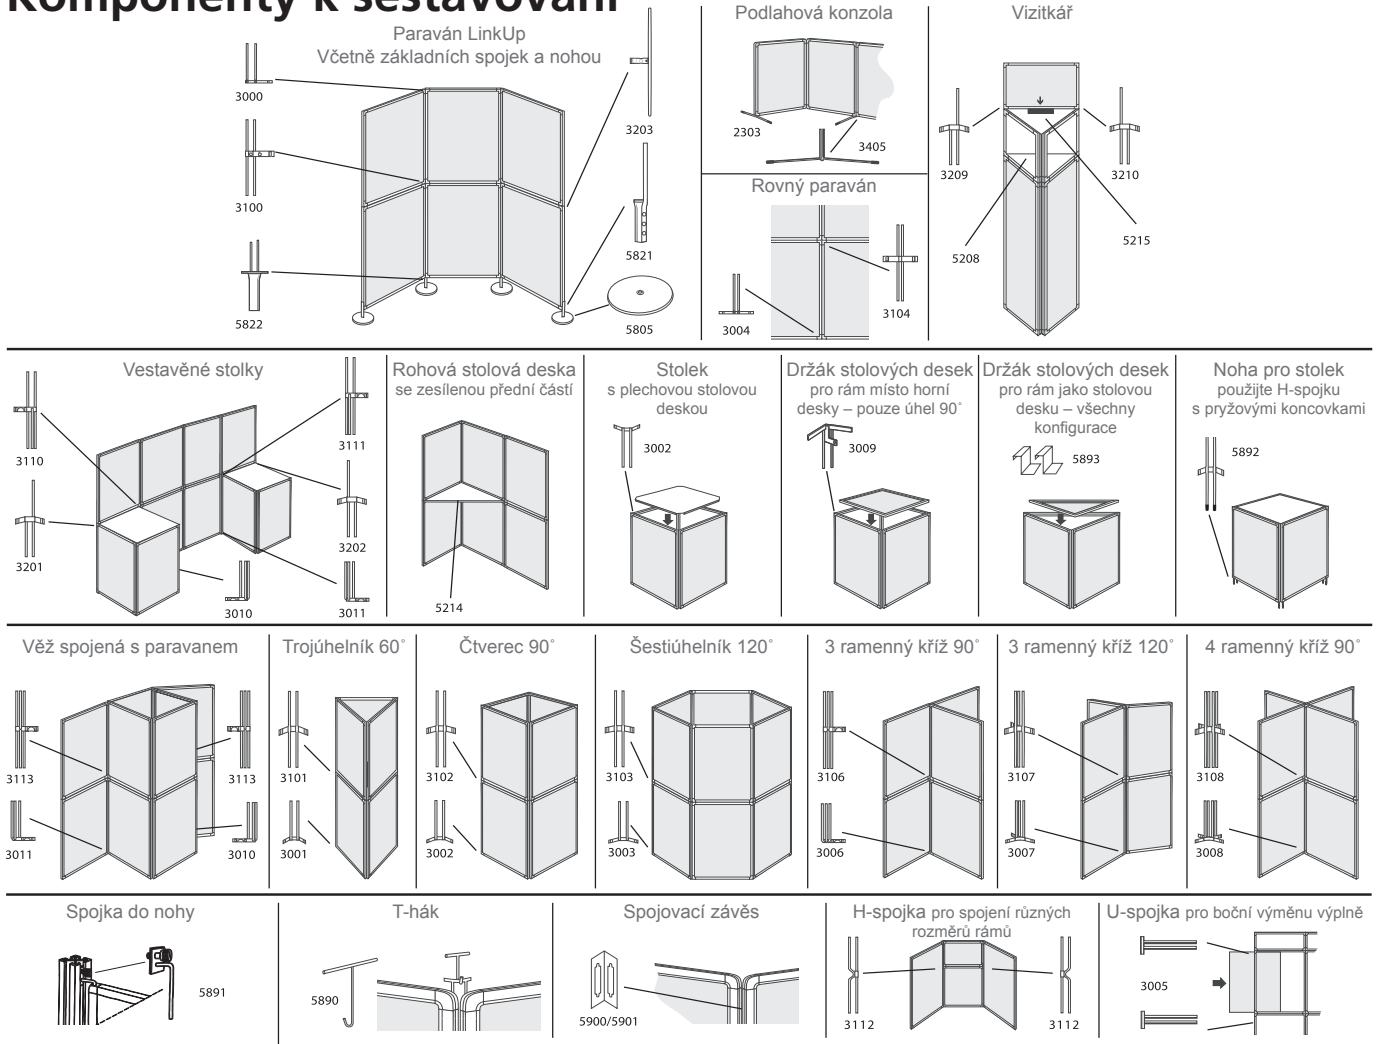 Komponenty k sestavování
Paraván LinkUp
Včetně základních spojek a nohou
3000
3100
5822
3203
5821
5805
Podlahová konzola
2303
3405
Rovný paraván
3004
3104
Vizitkář
3209
3210
5208
5215
Vestavěné stolky
3110
3111
3201
3202
3010
3011
Rohová stolová deska
se zesílenou přední částí
5214
Stolek
s plechovou stolovou
deskou
3002
Držák stolových desek
pro rám místo horní
desky – pouze úhel 90˚
3009
Držák stolových desek
pro rám jako stolovou
desku – všechny
konfigurace
5893
Noha pro stolek
použijte H-spojku
s pryžovými koncovkami
5892
Věž spojená s paravanem
3113
3113
3011
3010
Trojúhelník 60˚
3101
3001
Čtverec 90˚
3102
3002
Šestiúhelník 120˚
3103
3003
3 ramenný kříž 90˚
3106
3006
3 ramenný kříž 120˚
3107
3007
4 ramenný kříž 90˚
3108
3008
Spojka do nohy
5891
T-hák
5890
Spojovací závěs
5900/5901
H-spojka pro spojení různých
rozměrů rámů
3112
3112
U-spojka pro boční výměnu výplně
3005